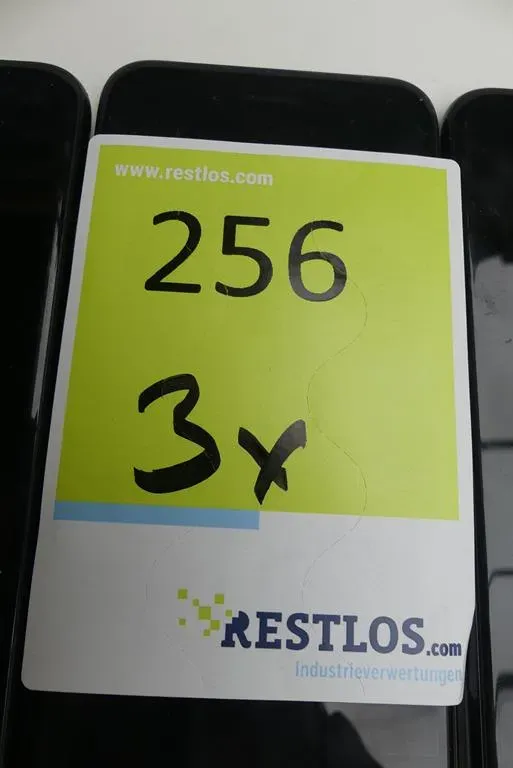 www.restlos.com
256
3x
RESTLOS.com
Industrieverwertungen